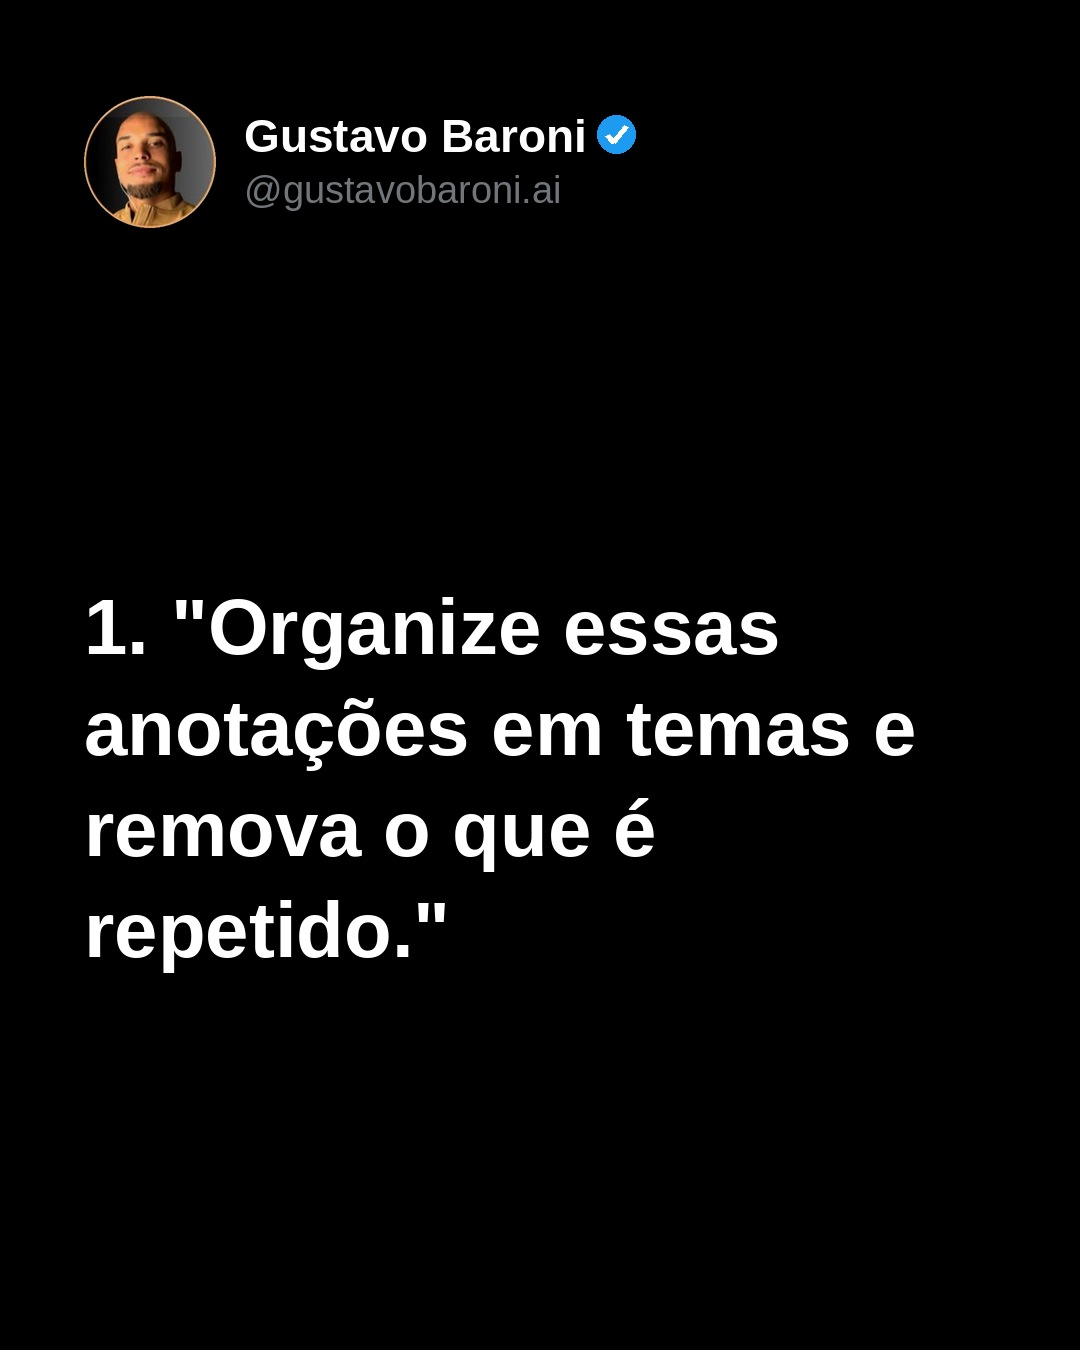 Gustavo Baroni
@gustavobaroni.ai
1. "Organize essas
anotações em temas e
remova o que é
repetido."